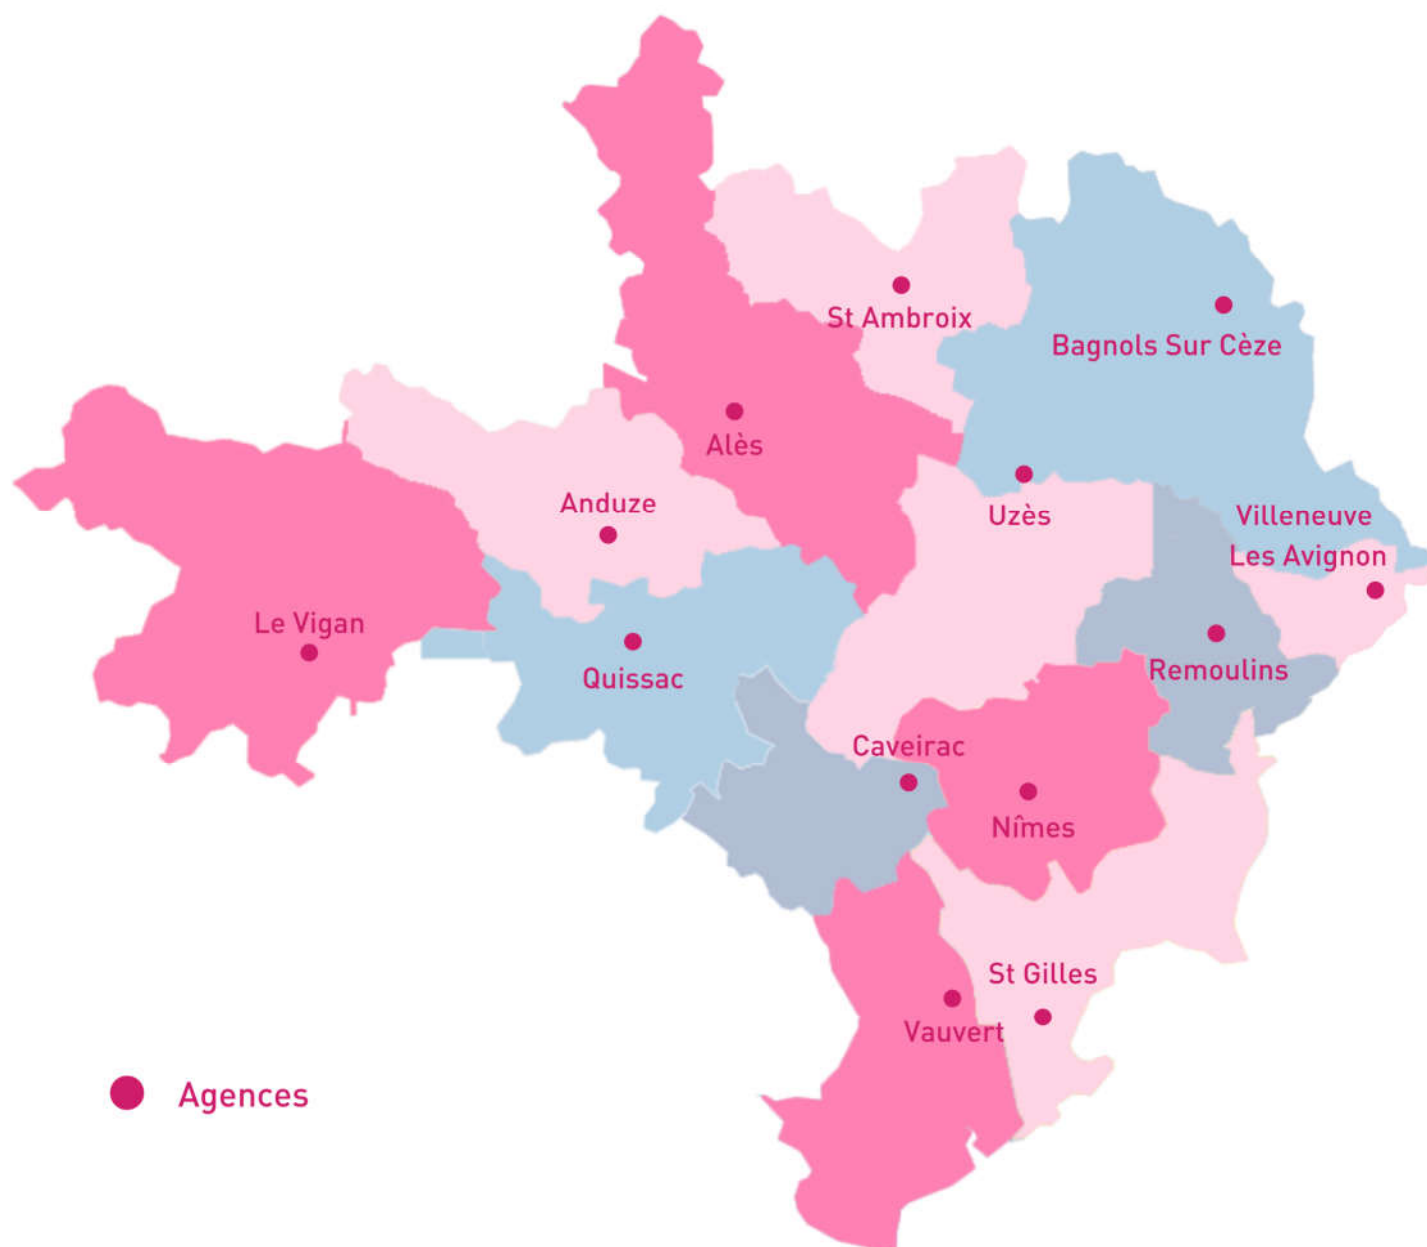 St Ambroix
Bagnols Sur Cèze
Alès
Anduze
Uzès
Villeneuve
Les Avignon
Le Vigan
Quissac
Remoulins
Caveirac
Nîmes
St Gilles
Vauvert
Agences